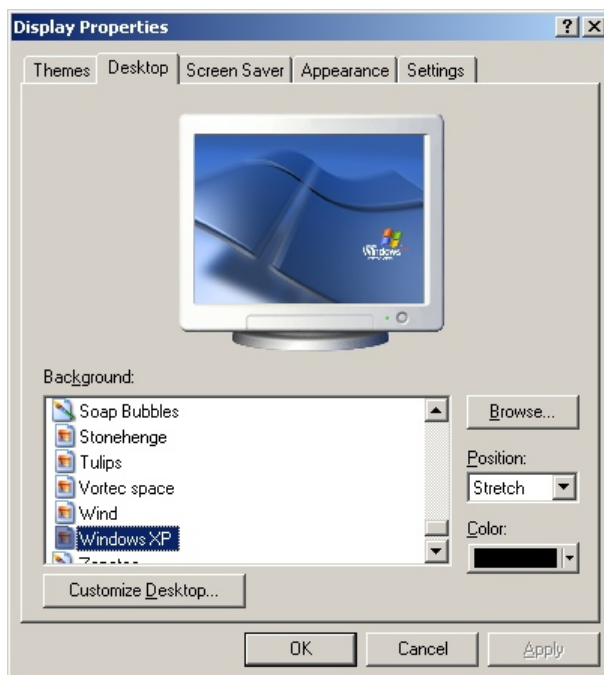 Display Properties
Themes Desktop Screen Saver Appearance Settings
Windows
Background:
Soap Bubbles
Stonehenge
Tulips
Vortec space
Wind
Windows XP
Browse...
Position:
Stretch
Color:
Customize Desktop...
OK Cancel Apply